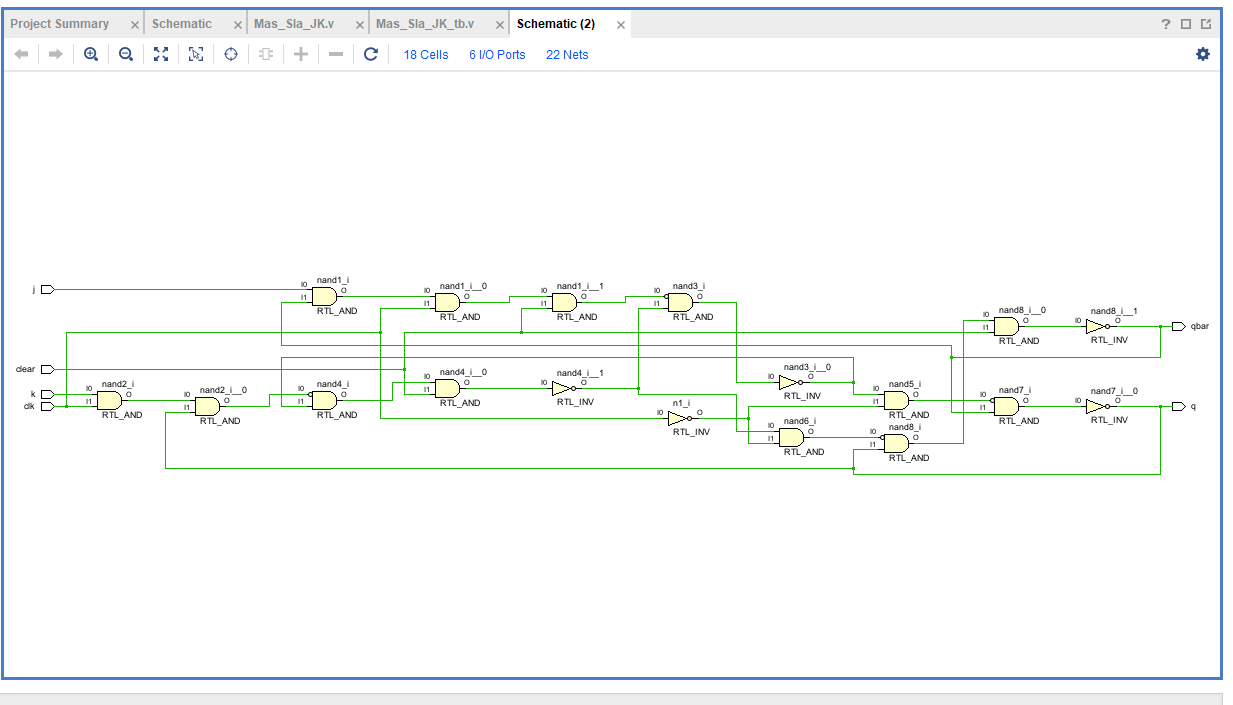 Project Summary × Schematic × Mas_Sla_JK.v × Mas_Sla_JK_tb.v × Schematic (2) × ?
18 Cells 6 I/O Ports 22 Nets
j
clear
k
clk
nand2_i
I0
I1
O
RTL_AND
nand2_i__0
I0
I1
O
RTL_AND
nand1_i
I0
I1
O
RTL_AND
nand4_i
I0
I1
O
RTL_AND
nand1_i__0
I0
I1
O
RTL_AND
nand4_i__0
I0
I1
O
RTL_AND
nand1_i__1
I0
I1
O
RTL_AND
nand4_i__1
I0
O
RTL_INV
nand3_i
I0
I1
O
RTL_AND
n1_i
I0
O
RTL_INV
nand3_i__0
I0
O
RTL_INV
nand6_i
I0
I1
O
RTL_AND
nand5_i
I0
I1
O
RTL_AND
nand8_i
I0
I1
O
RTL_AND
nand8_i__0
I0
I1
O
RTL_AND
nand7_i
I0
I1
O
RTL_AND
nand8_i__1
I0
O
RTL_INV
nand7_i__0
I0
O
RTL_INV
qbar
q